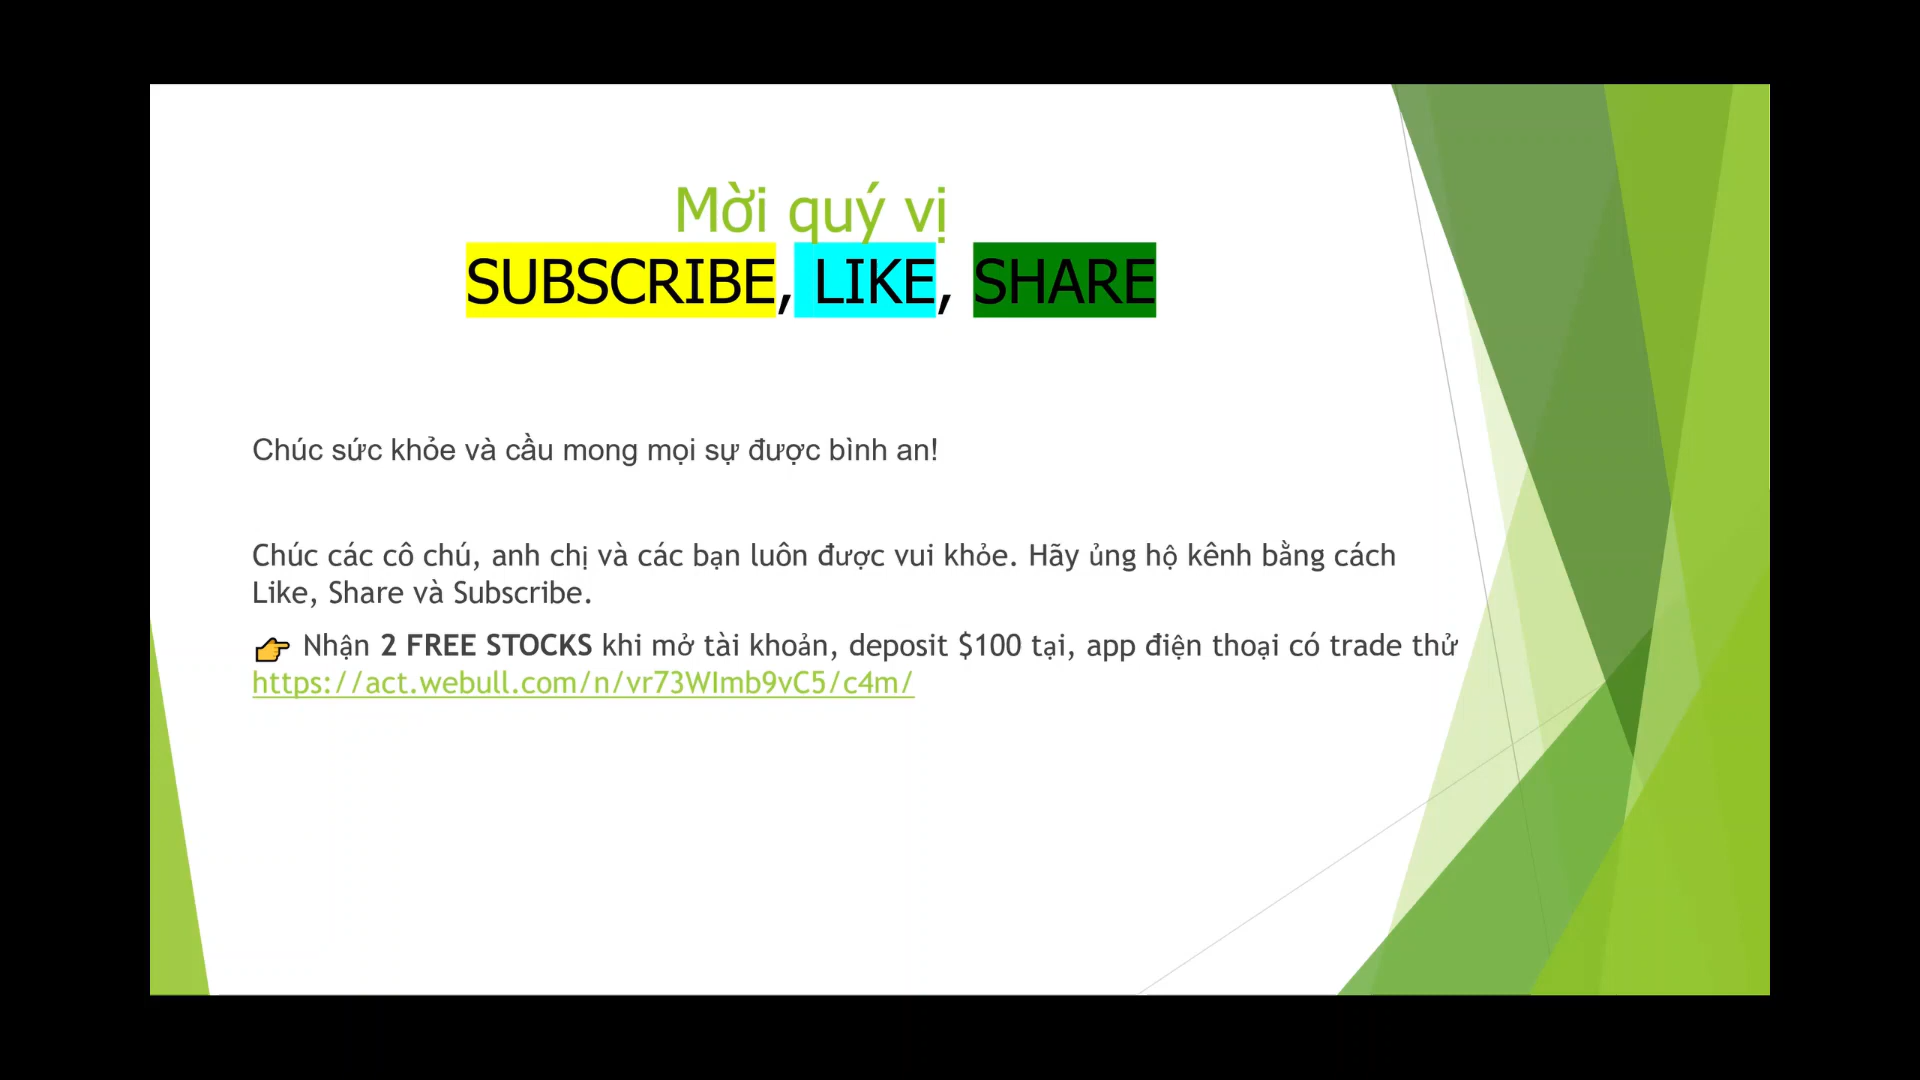 Mời quý vị
SUBSCRIBE, LIKE, SHARE
Chúc sức khỏe và cầu mong mọi sự được bình an!
Chúc các cô chú, anh chị và các bạn luôn được vui khỏe. Hãy ủng hộ kênh bằng cách
Like, Share và Subscribe.
👉 Nhận 2 FREE STOCKS khi mở tài khoản, deposit $100 tại, app điện thoại có trade thử
https://act.webull.com/n/vr73WImb9vC5/c4m/